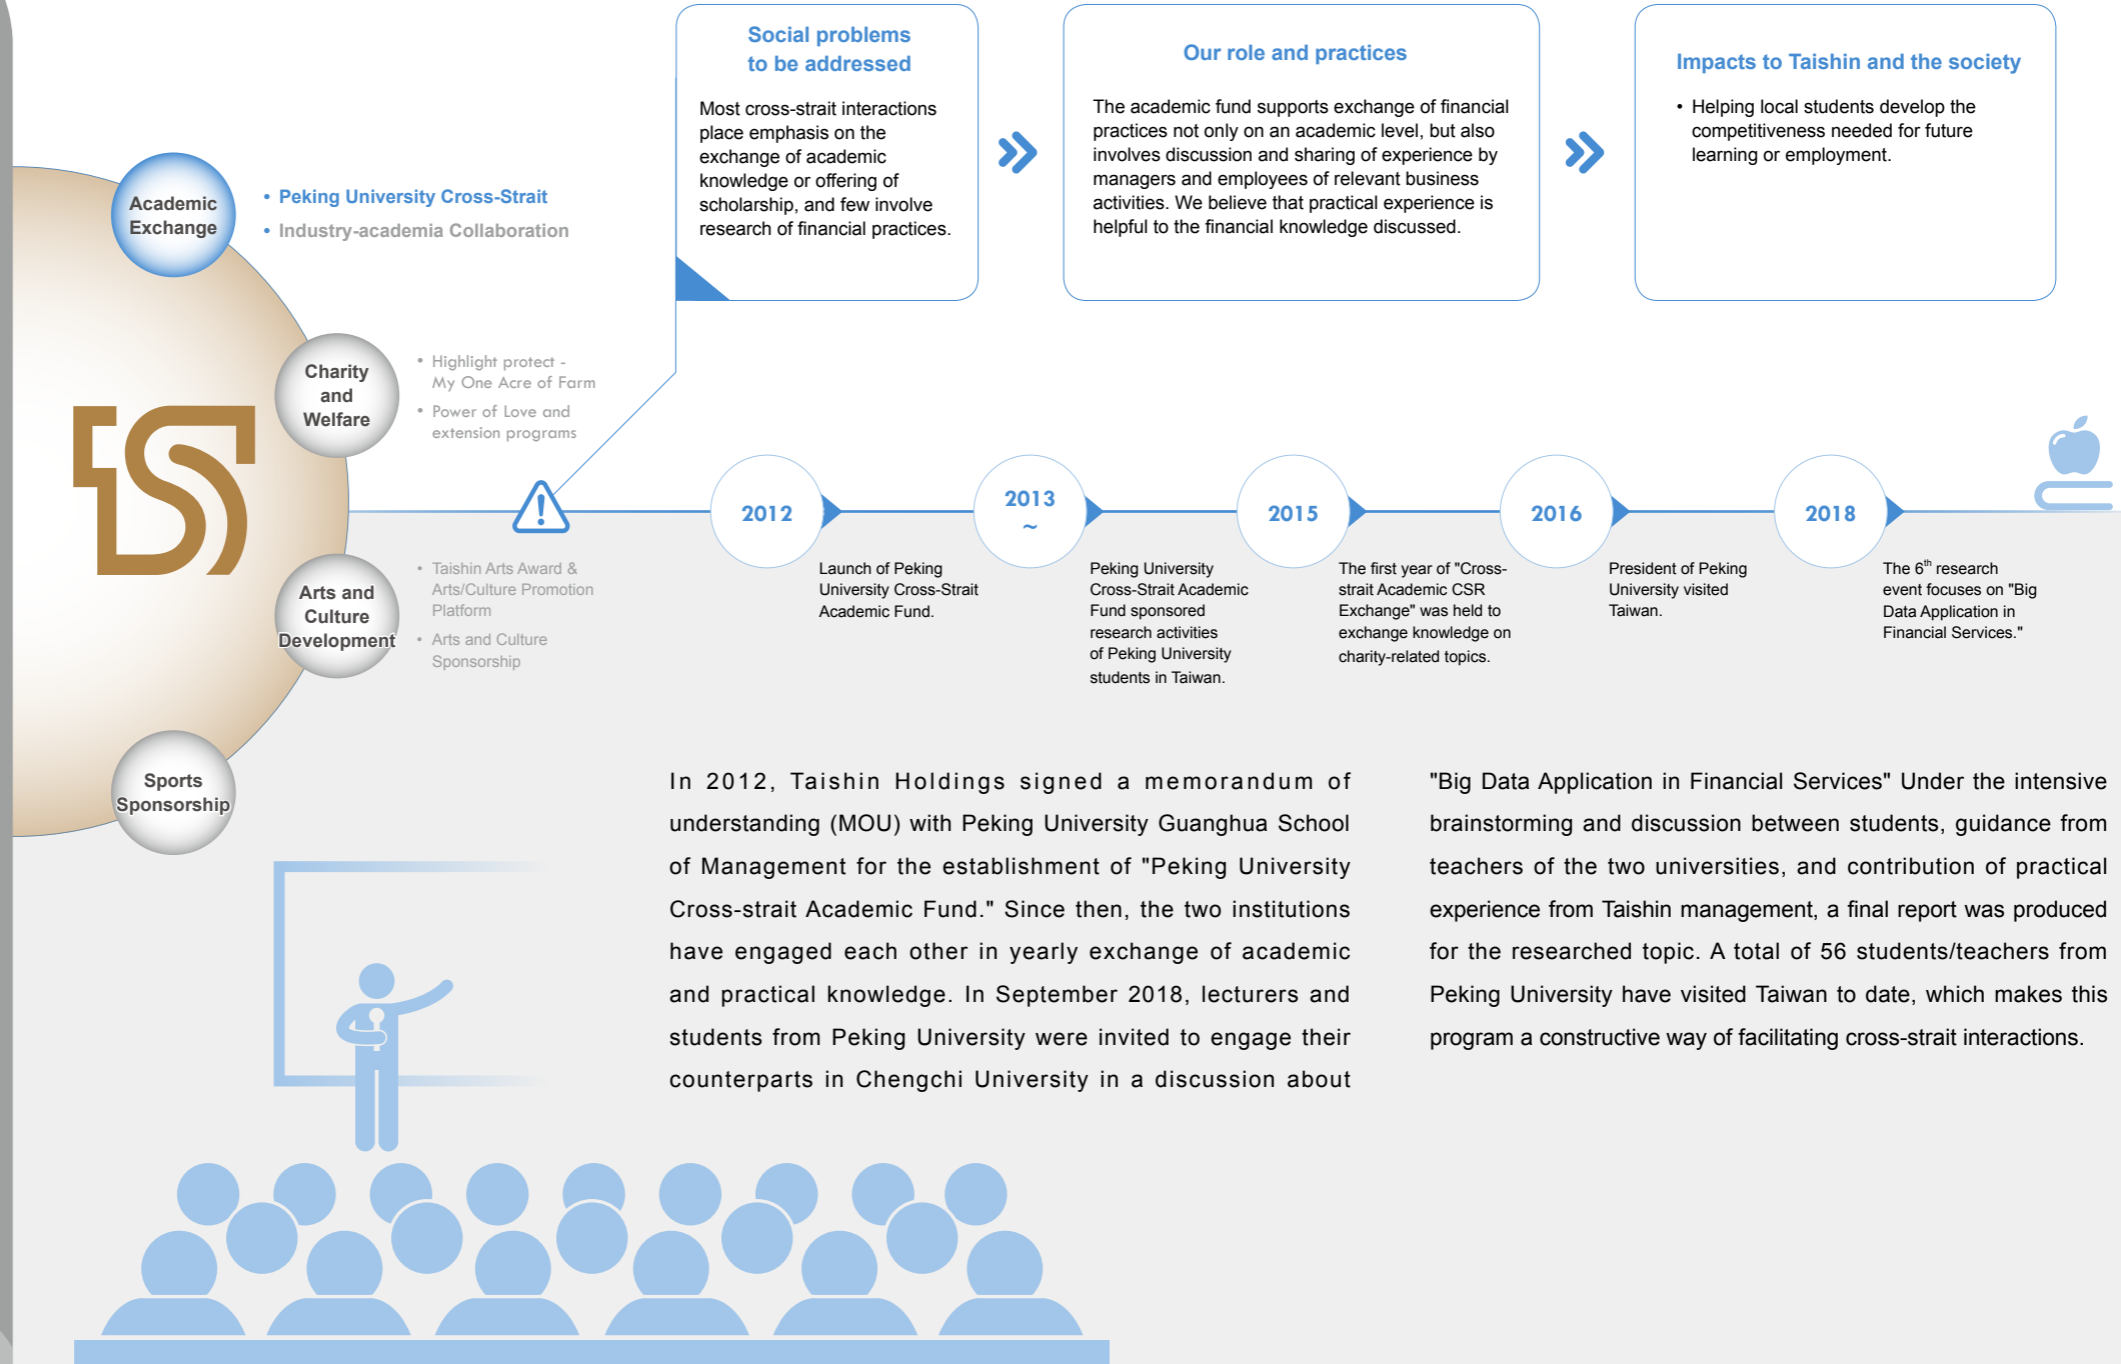 Social problems
to be addressed
Most cross-strait interactions
place emphasis on the
exchange of academic
knowledge or offering of
scholarship, and few involve
research of financial practices.
Our role and practices
The academic fund supports exchange of financial
practices not only on an academic level, but also
involves discussion and sharing of experience by
managers and employees of relevant business
activities. We believe that practical experience is
helpful to the financial knowledge discussed.
Impacts to Taishin and the society
• Helping local students develop the
competitiveness needed for future
learning or employment.
Academic
Exchange
• Peking University Cross-Strait
• Industry-academia Collaboration
Charity
and
Welfare
• Highlight protect -
My One Acre of Farm
• Power of Love and
extension programs
Arts and
Culture
Development
• Taishin Arts Award &
Arts/Culture Promotion
Platform
• Arts and Culture
Sponsorship
Sports
Sponsorship
2012
Launch of Peking
University Cross-Strait
Academic Fund.
2013
~
Peking University
Cross-Strait Academic
Fund sponsored
research activities
of Peking University
students in Taiwan.
2015
The first year of "Cross-
strait Academic CSR
Exchange" was held to
exchange knowledge on
charity-related topics.
2016
President of Peking
University visited
Taiwan.
2018
The 6th research
event focuses on "Big
Data Application in
Financial Services."
In 2012, Taishin Holdings signed a memorandum of
understanding (MOU) with Peking University Guanghua School
of Management for the establishment of "Peking University
Cross-strait Academic Fund." Since then, the two institutions
have engaged each other in yearly exchange of academic
and practical knowledge. In September 2018, lecturers and
students from Peking University were invited to engage their
counterparts in Chengchi University in a discussion about
"Big Data Application in Financial Services" Under the intensive
brainstorming and discussion between students, guidance from
teachers of the two universities, and contribution of practical
experience from Taishin management, a final report was produced
for the researched topic. A total of 56 students/teachers from
Peking University have visited Taiwan to date, which makes this
program a constructive way of facilitating cross-strait interactions.